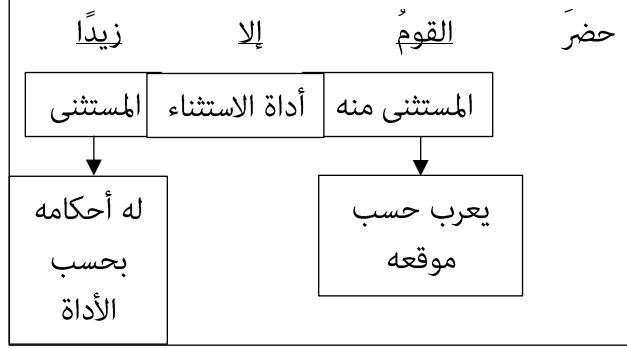 حضرَ القومُ إلا زيدًا
المستثنى منه أداة الاستثناء المستثنى
يعرب حسب
موقعه
له أحكامه
بحسب
الأداة